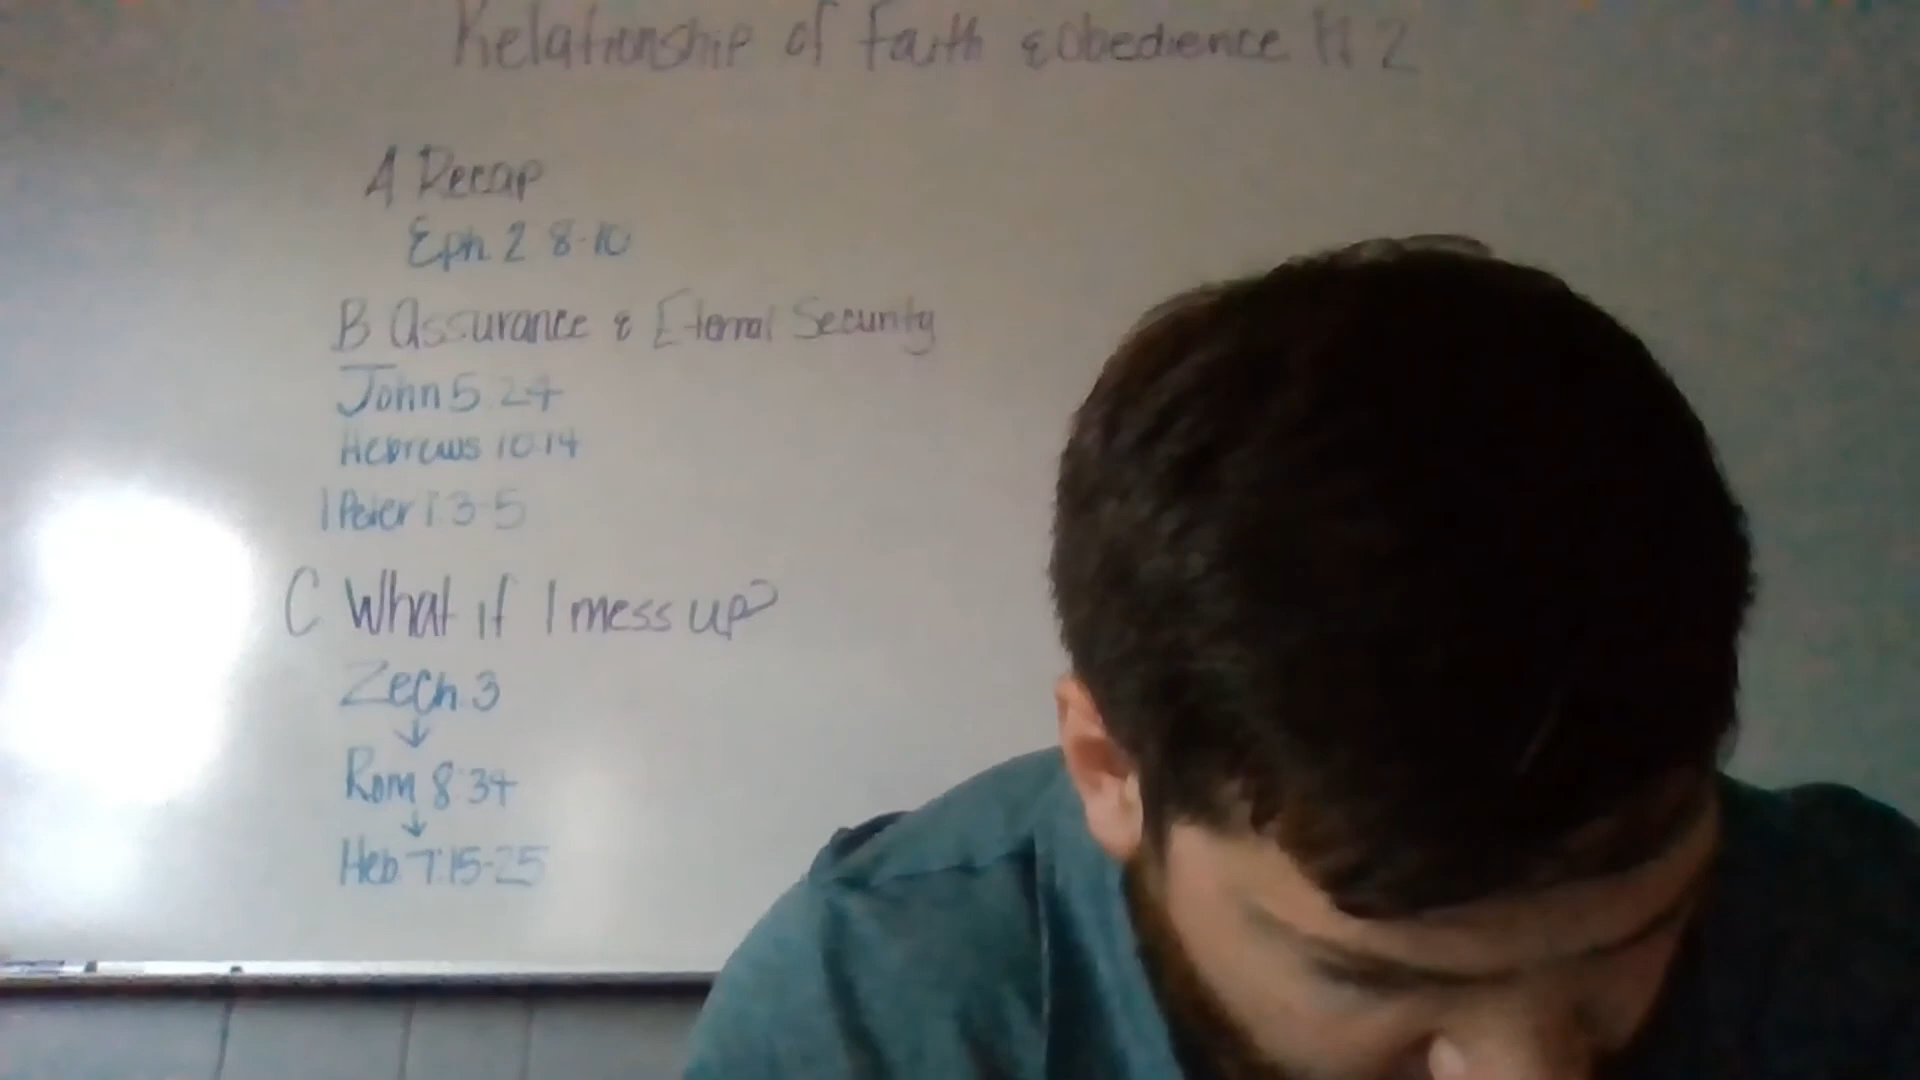 Relationship of Faith & Obedience Pt 2
A Recap
Eph 2 8-10
B Assurance & Eternal Security
John 5 24
Hebrews 10:14
1 Peter 1:3-5
C What if I mess up?
Zech. 3
↓
Rom 8:34
↓
Heb 7:15-25